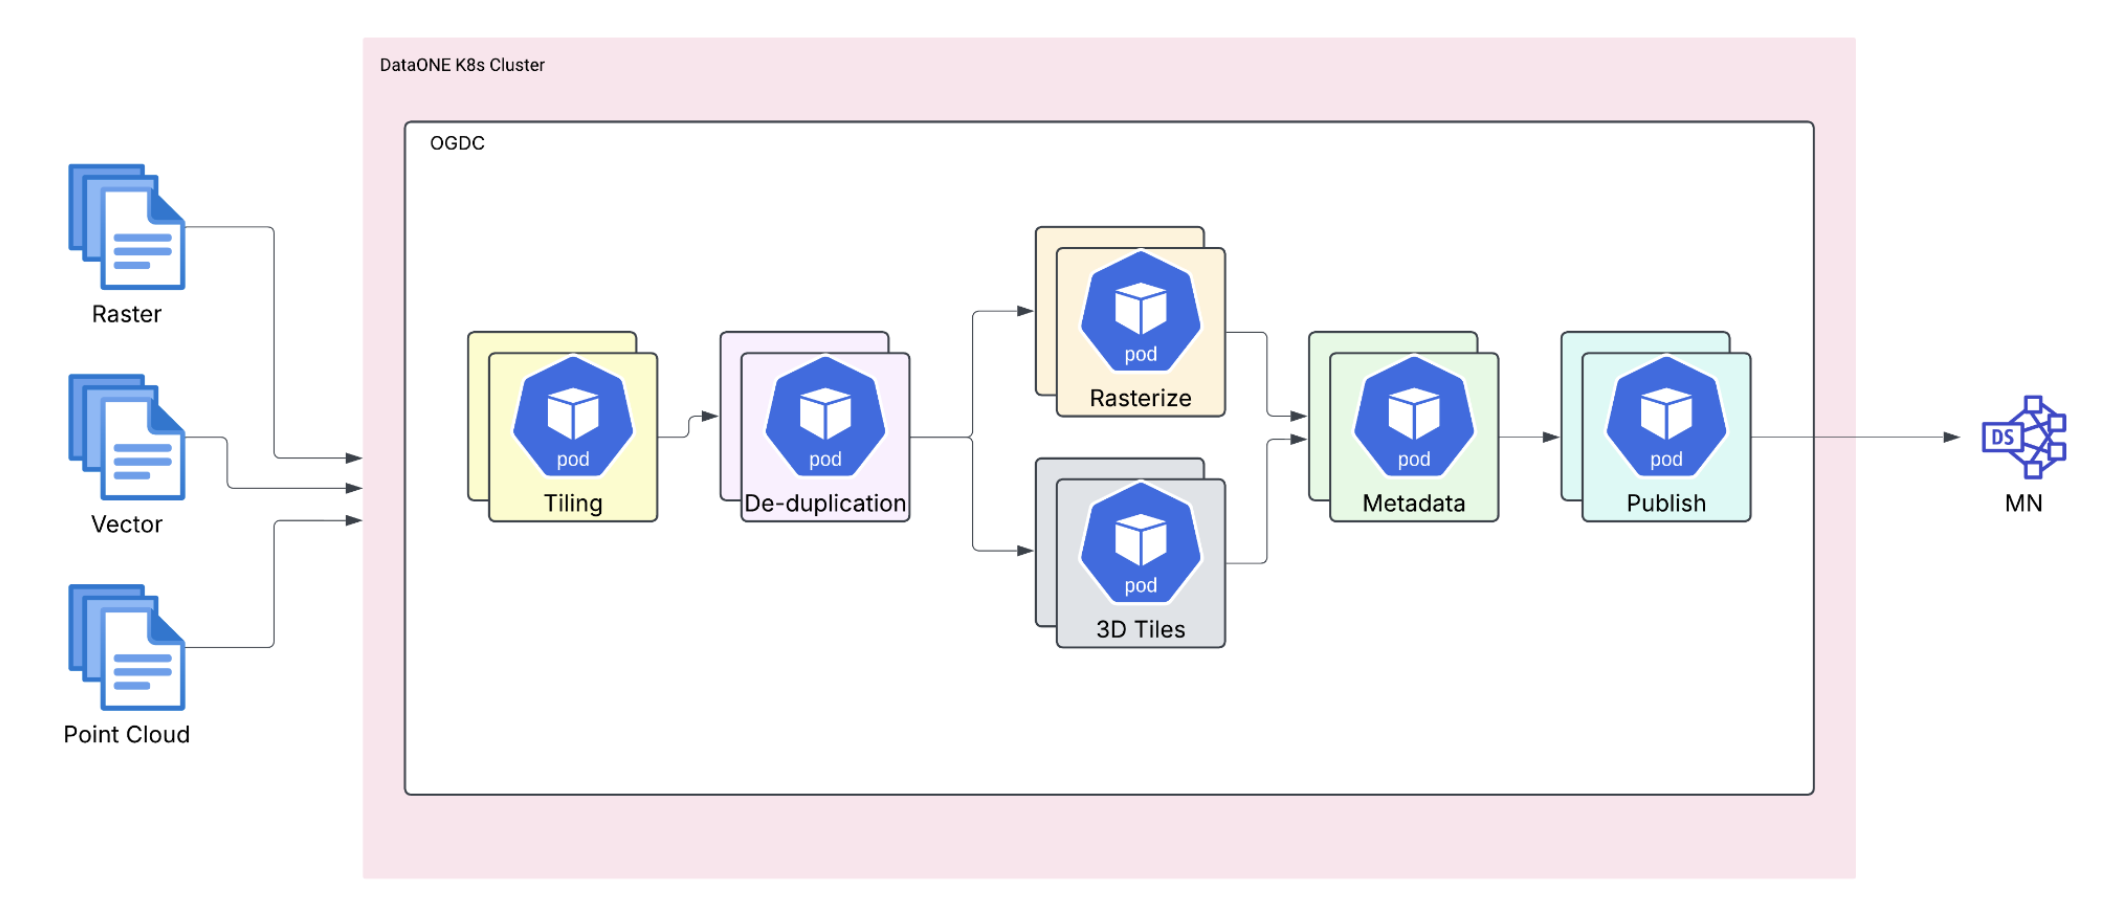 DataONE K8s Cluster
OGDC
Raster
Vector
Point Cloud
pod
Tiling
pod
De-duplication
pod
Rasterize
pod
3D Tiles
pod
Metadata
pod
Publish
DS
MN